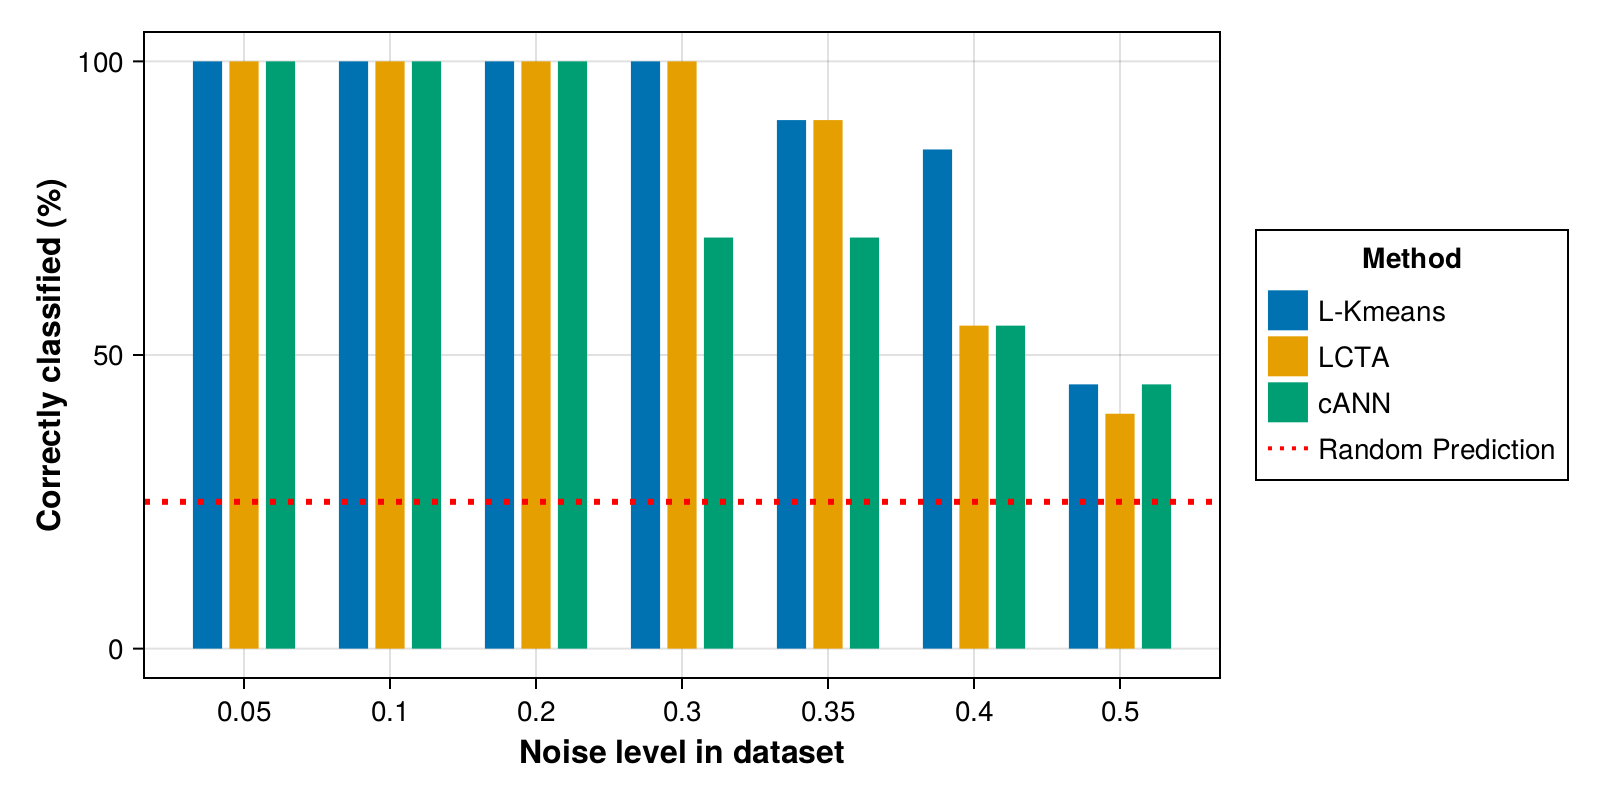 Correctly classified (%)
100
50
0
0.05
0.1
0.2
0.3
0.35
0.4
0.5
Noise level in dataset
Method
L-Kmeans
LCTA
cANN
Random Prediction